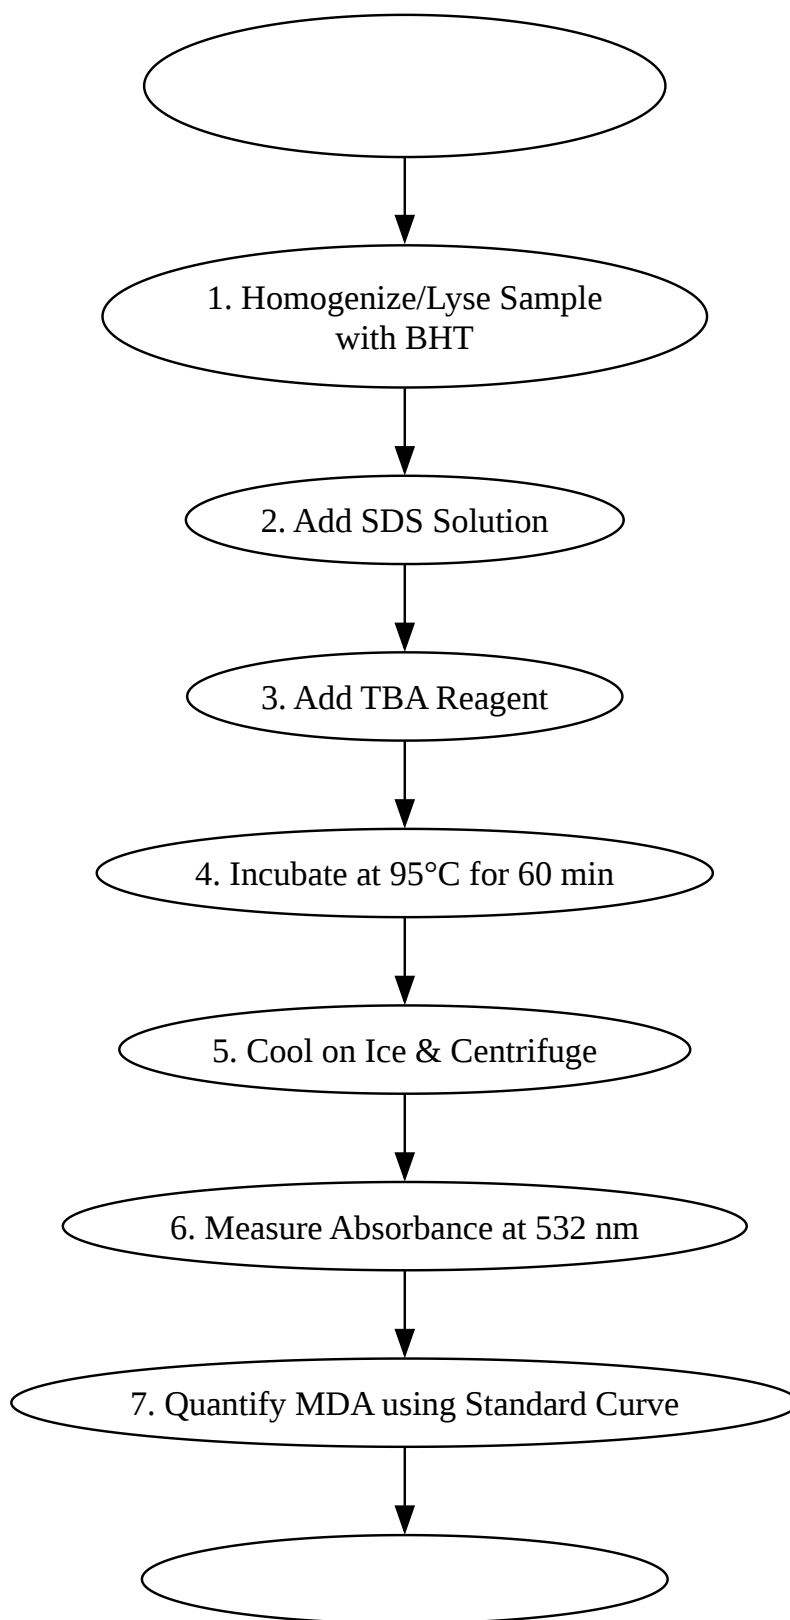 1. Homogenize/Lyse Sample
with BHT
2. Add SDS Solution
3. Add TBA Reagent
4. Incubate at 95°C for 60 min
5. Cool on Ice & Centrifuge
6. Measure Absorbance at 532 nm
7. Quantify MDA using Standard Curve